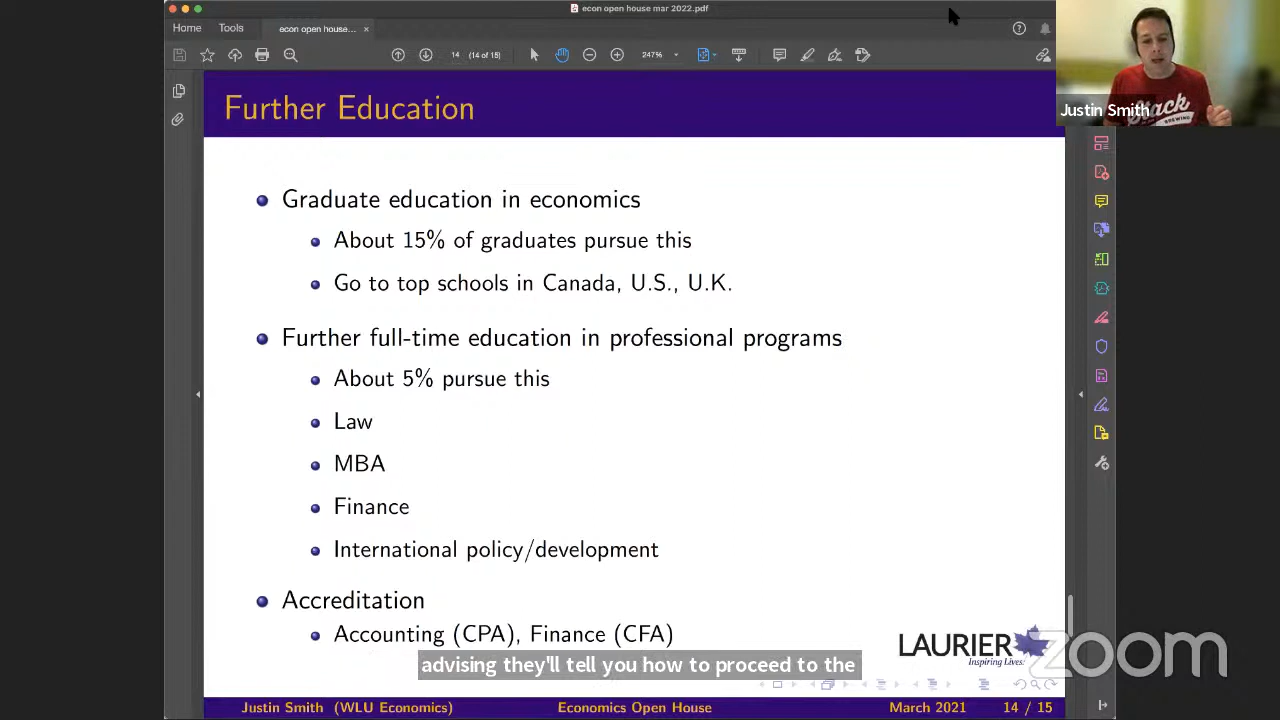 econ open house mar 2022.pdf
Home Tools econ open house... ×
14 (14 of 15) 247%
Justin Smith
Further Education
Graduate education in economics
About 15% of graduates pursue this
Go to top schools in Canada, U.S., U.K.
Further full-time education in professional programs
About 5% pursue this
Law
MBA
Finance
International policy/development
Accreditation
Accounting (CPA), Finance (CFA)
LAURIER
Inspiring Lives.
zoom
advising they'll tell you how to proceed to the
Justin Smith (WLU Economics) Economics Open House March 2021 14 / 15